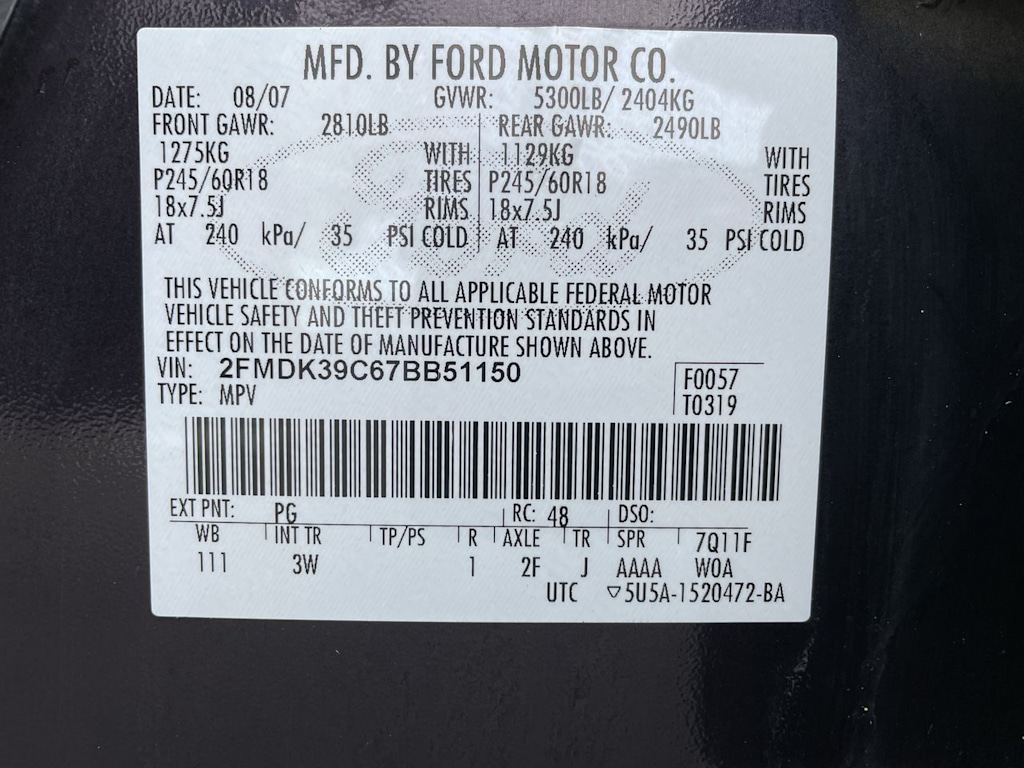 MFD. BY FORD MOTOR CO.
DATE: 08/07 GVWR: 5300LB/ 2404KG
FRONT GAWR: 2810LB REAR GAWR: 2490LB
1275KG WITH 1129KG WITH
P245/60R18 TIRES P245/60R18 TIRES
18x7.5J RIMS 18x7.5J RIMS
AT 240 kPa/ 35 PSI COLD AT 240 kPa/ 35 PSI COLD
THIS VEHICLE CONFORMS TO ALL APPLICABLE FEDERAL MOTOR
VEHICLE SAFETY AND THEFT PREVENTION STANDARDS IN
EFFECT ON THE DATE OF MANUFACTURE SHOWN ABOVE.
VIN: 2FMDK39C67BB51150
F0057
TYPE: MPV
T0319
EXT PNT: PG RC: 48 DSO:
WB INT TR TP/PS R AXLE TR SPR 7Q11F
111 3W 1 2F J AAAA W0A
UTC ▽5U5A-1520472-BA